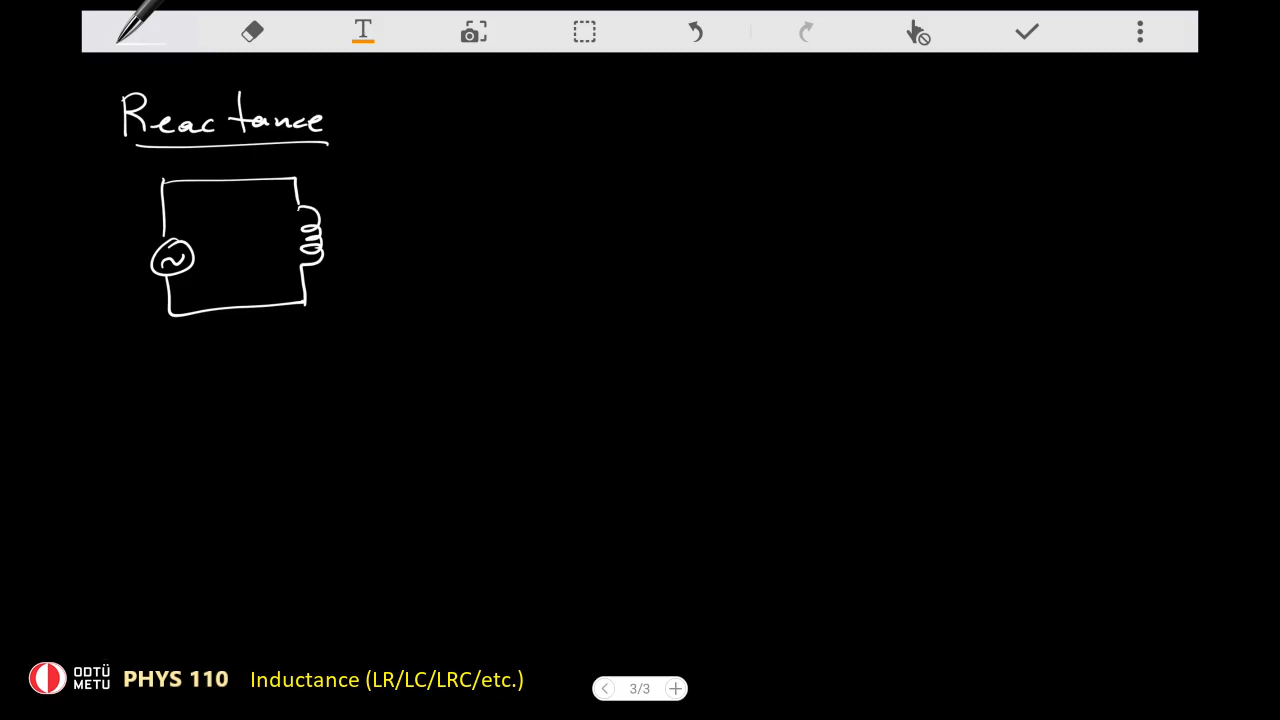 T
Reactance
~
ODTÜ
METU
PHYS 110
Inductance (LR/LC/LRC/etc.)
3/3